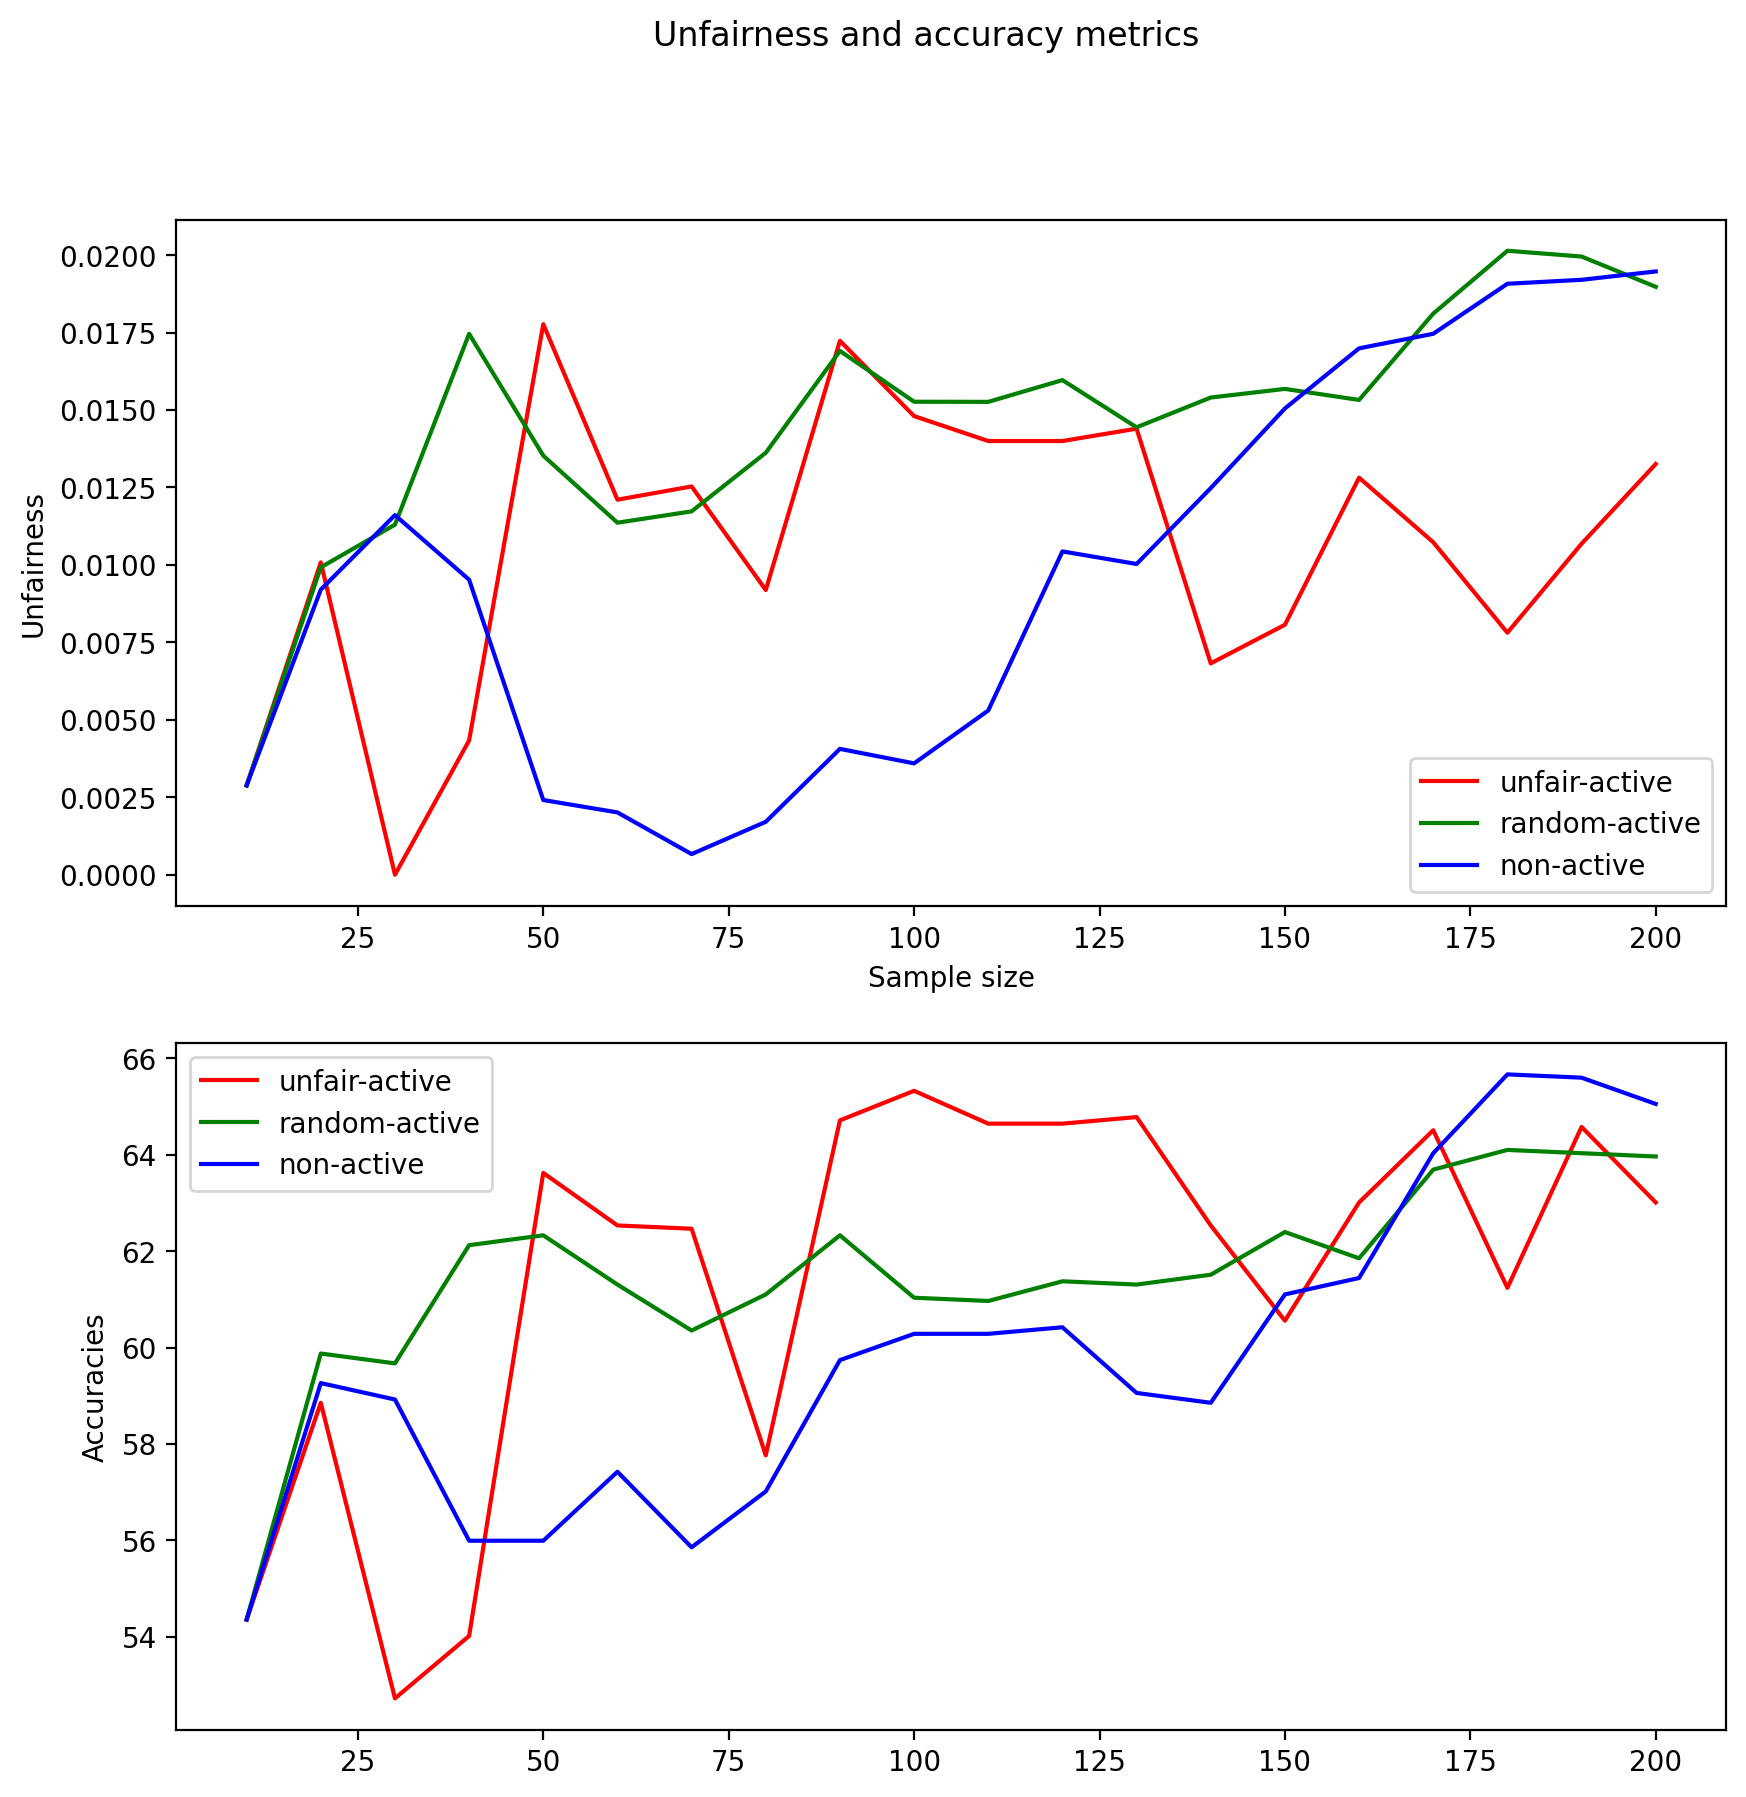 Unfairness and accuracy metrics
0.0200
0.0175
0.0150
0.0125
0.0100
0.0075
0.0050
0.0025
0.0000
Unfairness
unfair-active
random-active
non-active
25 50 75 100 125 150 175 200
Sample size
66
64
62
60
58
56
54
Accuracies
unfair-active
random-active
non-active
25 50 75 100 125 150 175 200